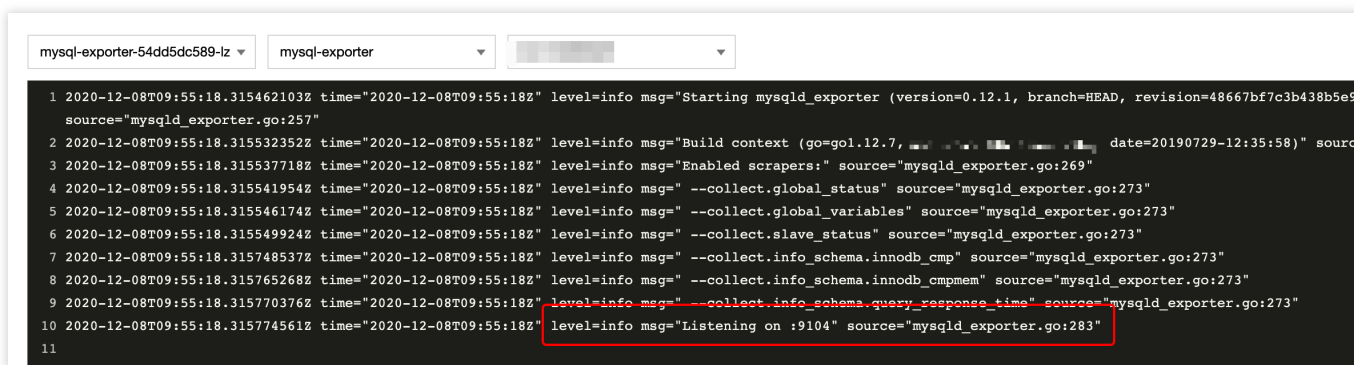 mysql-exporter-54dd5dc589-lz mysql-exporter
1 2020-12-08T09:55:18.315462103Z time="2020-12-08T09:55:18Z" level=info msg="Starting mysqld_exporter (version=0.12.1, branch=HEAD, revision=48667bf7c3b438b5e9
source="mysqld_exporter.go:257"
2 2020-12-08T09:55:18.315532352Z time="2020-12-08T09:55:18Z" level=info msg="Build context (go=go1.12.7, date=20190729-12:35:58)" sourc
3 2020-12-08T09:55:18.315537718Z time="2020-12-08T09:55:18Z" level=info msg="Enabled scrapers:" source="mysqld_exporter.go:269"
4 2020-12-08T09:55:18.315541954Z time="2020-12-08T09:55:18Z" level=info msg=" --collect.global_status" source="mysqld_exporter.go:273"
5 2020-12-08T09:55:18.315546174Z time="2020-12-08T09:55:18Z" level=info msg=" --collect.global_variables" source="mysqld_exporter.go:273"
6 2020-12-08T09:55:18.315549924Z time="2020-12-08T09:55:18Z" level=info msg=" --collect.slave_status" source="mysqld_exporter.go:273"
7 2020-12-08T09:55:18.315748537Z time="2020-12-08T09:55:18Z" level=info msg=" --collect.info_schema.innodb_cmp" source="mysqld_exporter.go:273"
8 2020-12-08T09:55:18.315765268Z time="2020-12-08T09:55:18Z" level=info msg=" --collect.info_schema.innodb_cmpmem" source="mysqld_exporter.go:273"
9 2020-12-08T09:55:18.315770376Z time="2020-12-08T09:55:18Z" level=info msg=" --collect.info_schema.query_response_time" source="mysqld_exporter.go:273"
10 2020-12-08T09:55:18.315774561Z time="2020-12-08T09:55:18Z" level=info msg="Listening on :9104" source="mysqld_exporter.go:283"
11